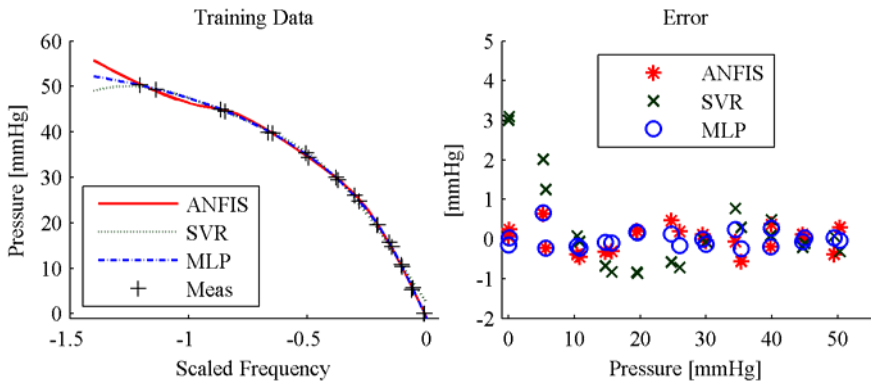 Training Data
Pressure [mmHg]
60
50
40
30
20
10
0
-1.5
-1
-0.5
0
Scaled Frequency
ANFIS
SVR
MLP
Meas
Error
[mmHg]
5
4
3
2
1
0
-1
-2
0
10
20
30
40
50
Pressure [mmHg]
ANFIS
SVR
MLP